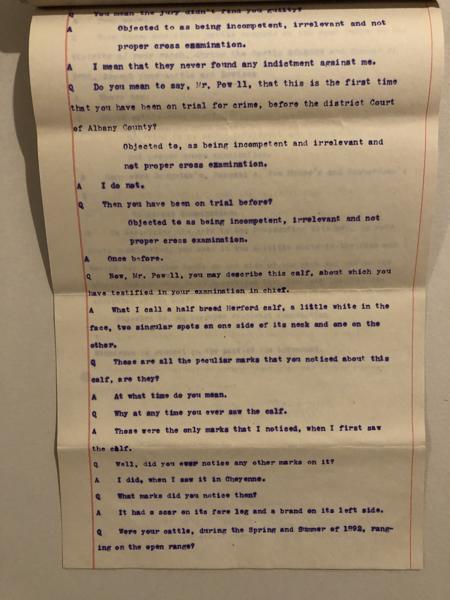 Q You mean the jury didn't find you guilty?
A Objected to as being incompetent, irrelevant and not
proper cross examination.
A I mean that they never found any indictment against me.
Q Do you mean to say, Mr. Powell, that this is the first time
that you have been on trial for crime, before the district Court
of Albany County?
Objected to, as being incompetent and irrelevant and
not proper cross examination.
A I do not.
Q Then you have been on trial before?
Objected to as being incompetent, irrelevant and not
proper cross examination.
A Once before.
Q Now, Mr. Powell, you may describe this calf, about which you
have testified in your examination in chief.
A What I call a half breed Herford calf, a little white in the
face, two singular spots on one side of its neck and one on the
other.
Q These are all the peculiar marks that you noticed about this
calf, are they?
A At what time do you mean.
Q Why at any time you ever saw the calf.
A Those were the only marks that I noticed, when I first saw
the calf.
Q Well, did you ever notice any other marks on it?
A I did, when I saw it in Cheyenne.
Q What marks did you notice then?
A It had a scar on its fore leg and a brand on its left side.
Q Were your cattle, during the Spring and Summer of 1892, rang-
ing on the open range?